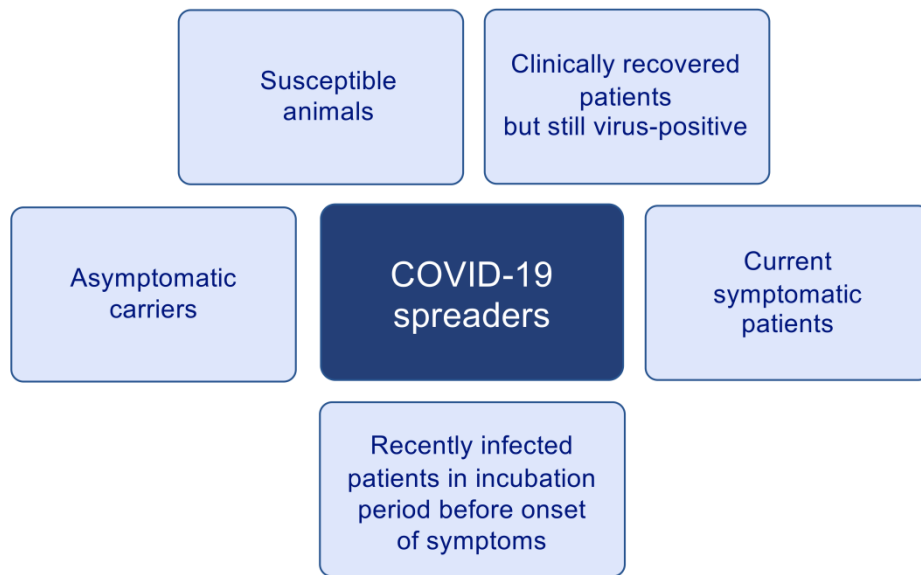 Susceptible
animals
Clinically recovered
patients
but still virus-positive
Asymptomatic
carriers
COVID-19
spreaders
Current
symptomatic
patients
Recently infected
patients in incubation
period before onset
of symptoms